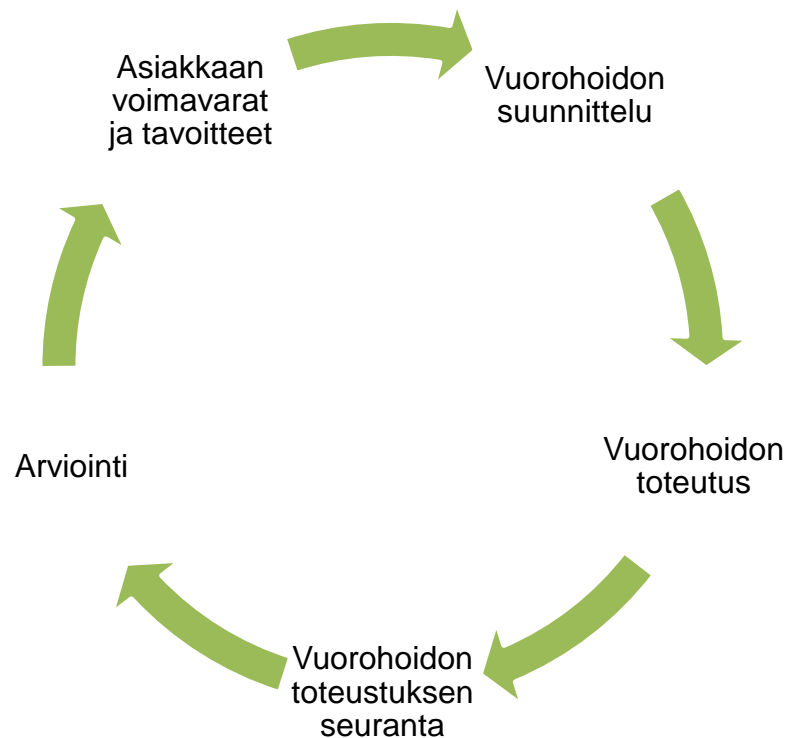 Asiakkaan
voimavarat
ja tavoitteet
Vuorohoidon
suunnittelu
Vuorohoidon
toteutus
Vuorohoidon
toteustuksen
seuranta
Arviointi